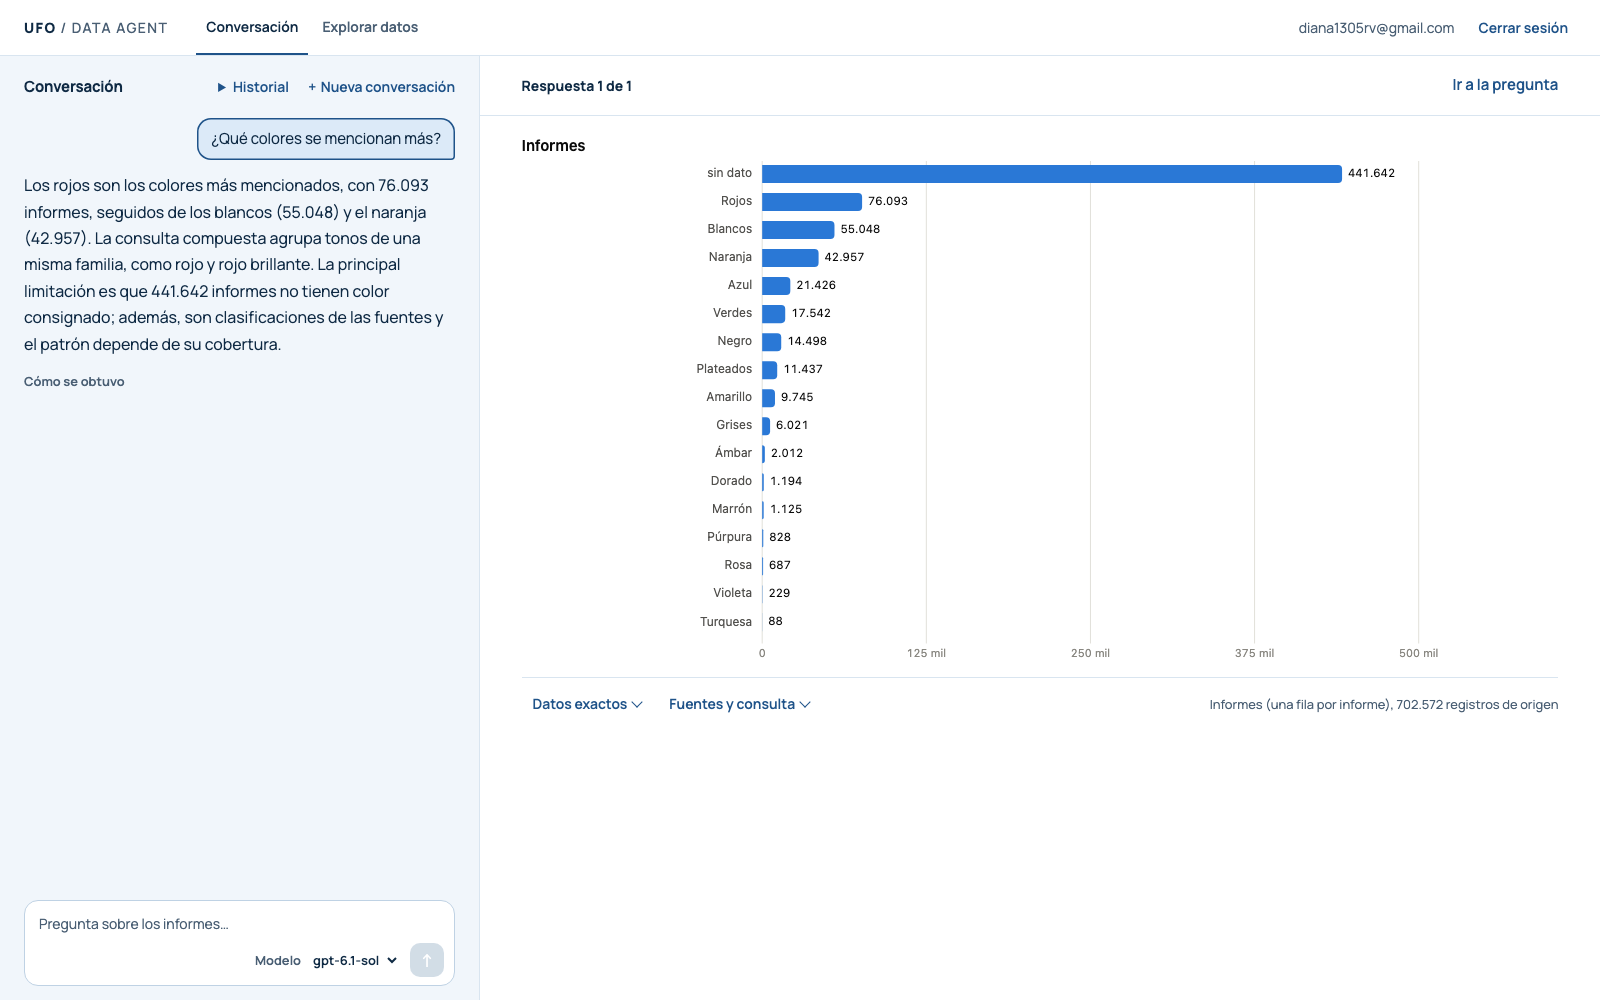 UFO / DATA AGENT
Conversación
Explorar datos
diana1305rv@gmail.com
Cerrar sesión
Conversación
▶ Historial
+ Nueva conversación
¿Qué colores se mencionan más?
Los rojos son los colores más mencionados, con 76.093
informes, seguidos de los blancos (55.048) y el naranja
(42.957). La consulta compuesta agrupa tonos de una
misma familia, como rojo y rojo brillante. La principal
limitación es que 441.642 informes no tienen color
consignado; además, son clasificaciones de las fuentes y
el patrón depende de su cobertura.
Cómo se obtuvo
Pregunta sobre los informes...
Modelo gpt-6.1-sol
Respuesta 1 de 1
Ir a la pregunta
Informes
sin dato 441.642
Rojos 76.093
Blancos 55.048
Naranja 42.957
Azul 21.426
Verdes 17.542
Negro 14.498
Plateados 11.437
Amarillo 9.745
Grises 6.021
Ámbar 2.012
Dorado 1.194
Marrón 1.125
Púrpura 828
Rosa 687
Violeta 229
Turquesa 88
0 125 mil 250 mil 375 mil 500 mil
Datos exactos
Fuentes y consulta
Informes (una fila por informe), 702.572 registros de origen